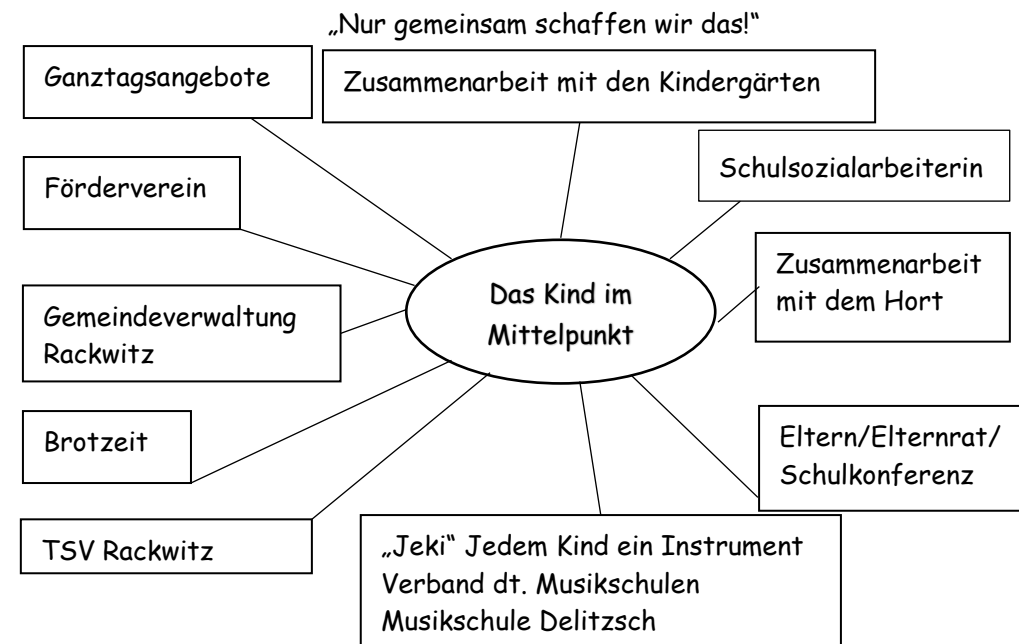 „Nur gemeinsam schaffen wir das!“
Ganztagsangebote
Zusammenarbeit mit den Kindergärten
Schulsozialarbeiterin
Förderverein
Zusammenarbeit
mit dem Hort
Das Kind im
Mittelpunkt
Gemeindeverwaltung
Rackwitz
Brotzeit
Eltern/Elternrat/
Schulkonferenz
TSV Rackwitz
„Jeki“ Jedem Kind ein Instrument
Verband dt. Musikschulen
Musikschule Delitzsch